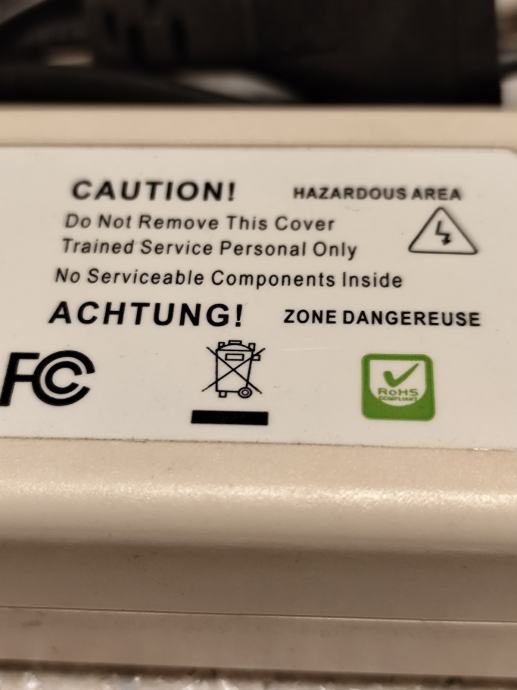 CAUTION! HAZARDOUS AREA
Do Not Remove This Cover
Trained Service Personal Only
No Serviceable Components Inside
ACHTUNG! ZONE DANGEREUSE
FC
RoHS
COMPLIANT